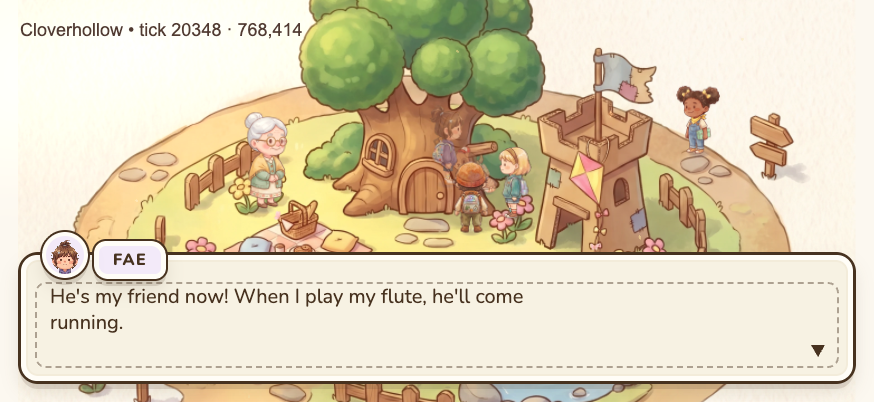 Cloverhollow • tick 20348 · 768,414
FAE
He's my friend now! When I play my flute, he'll come
running.